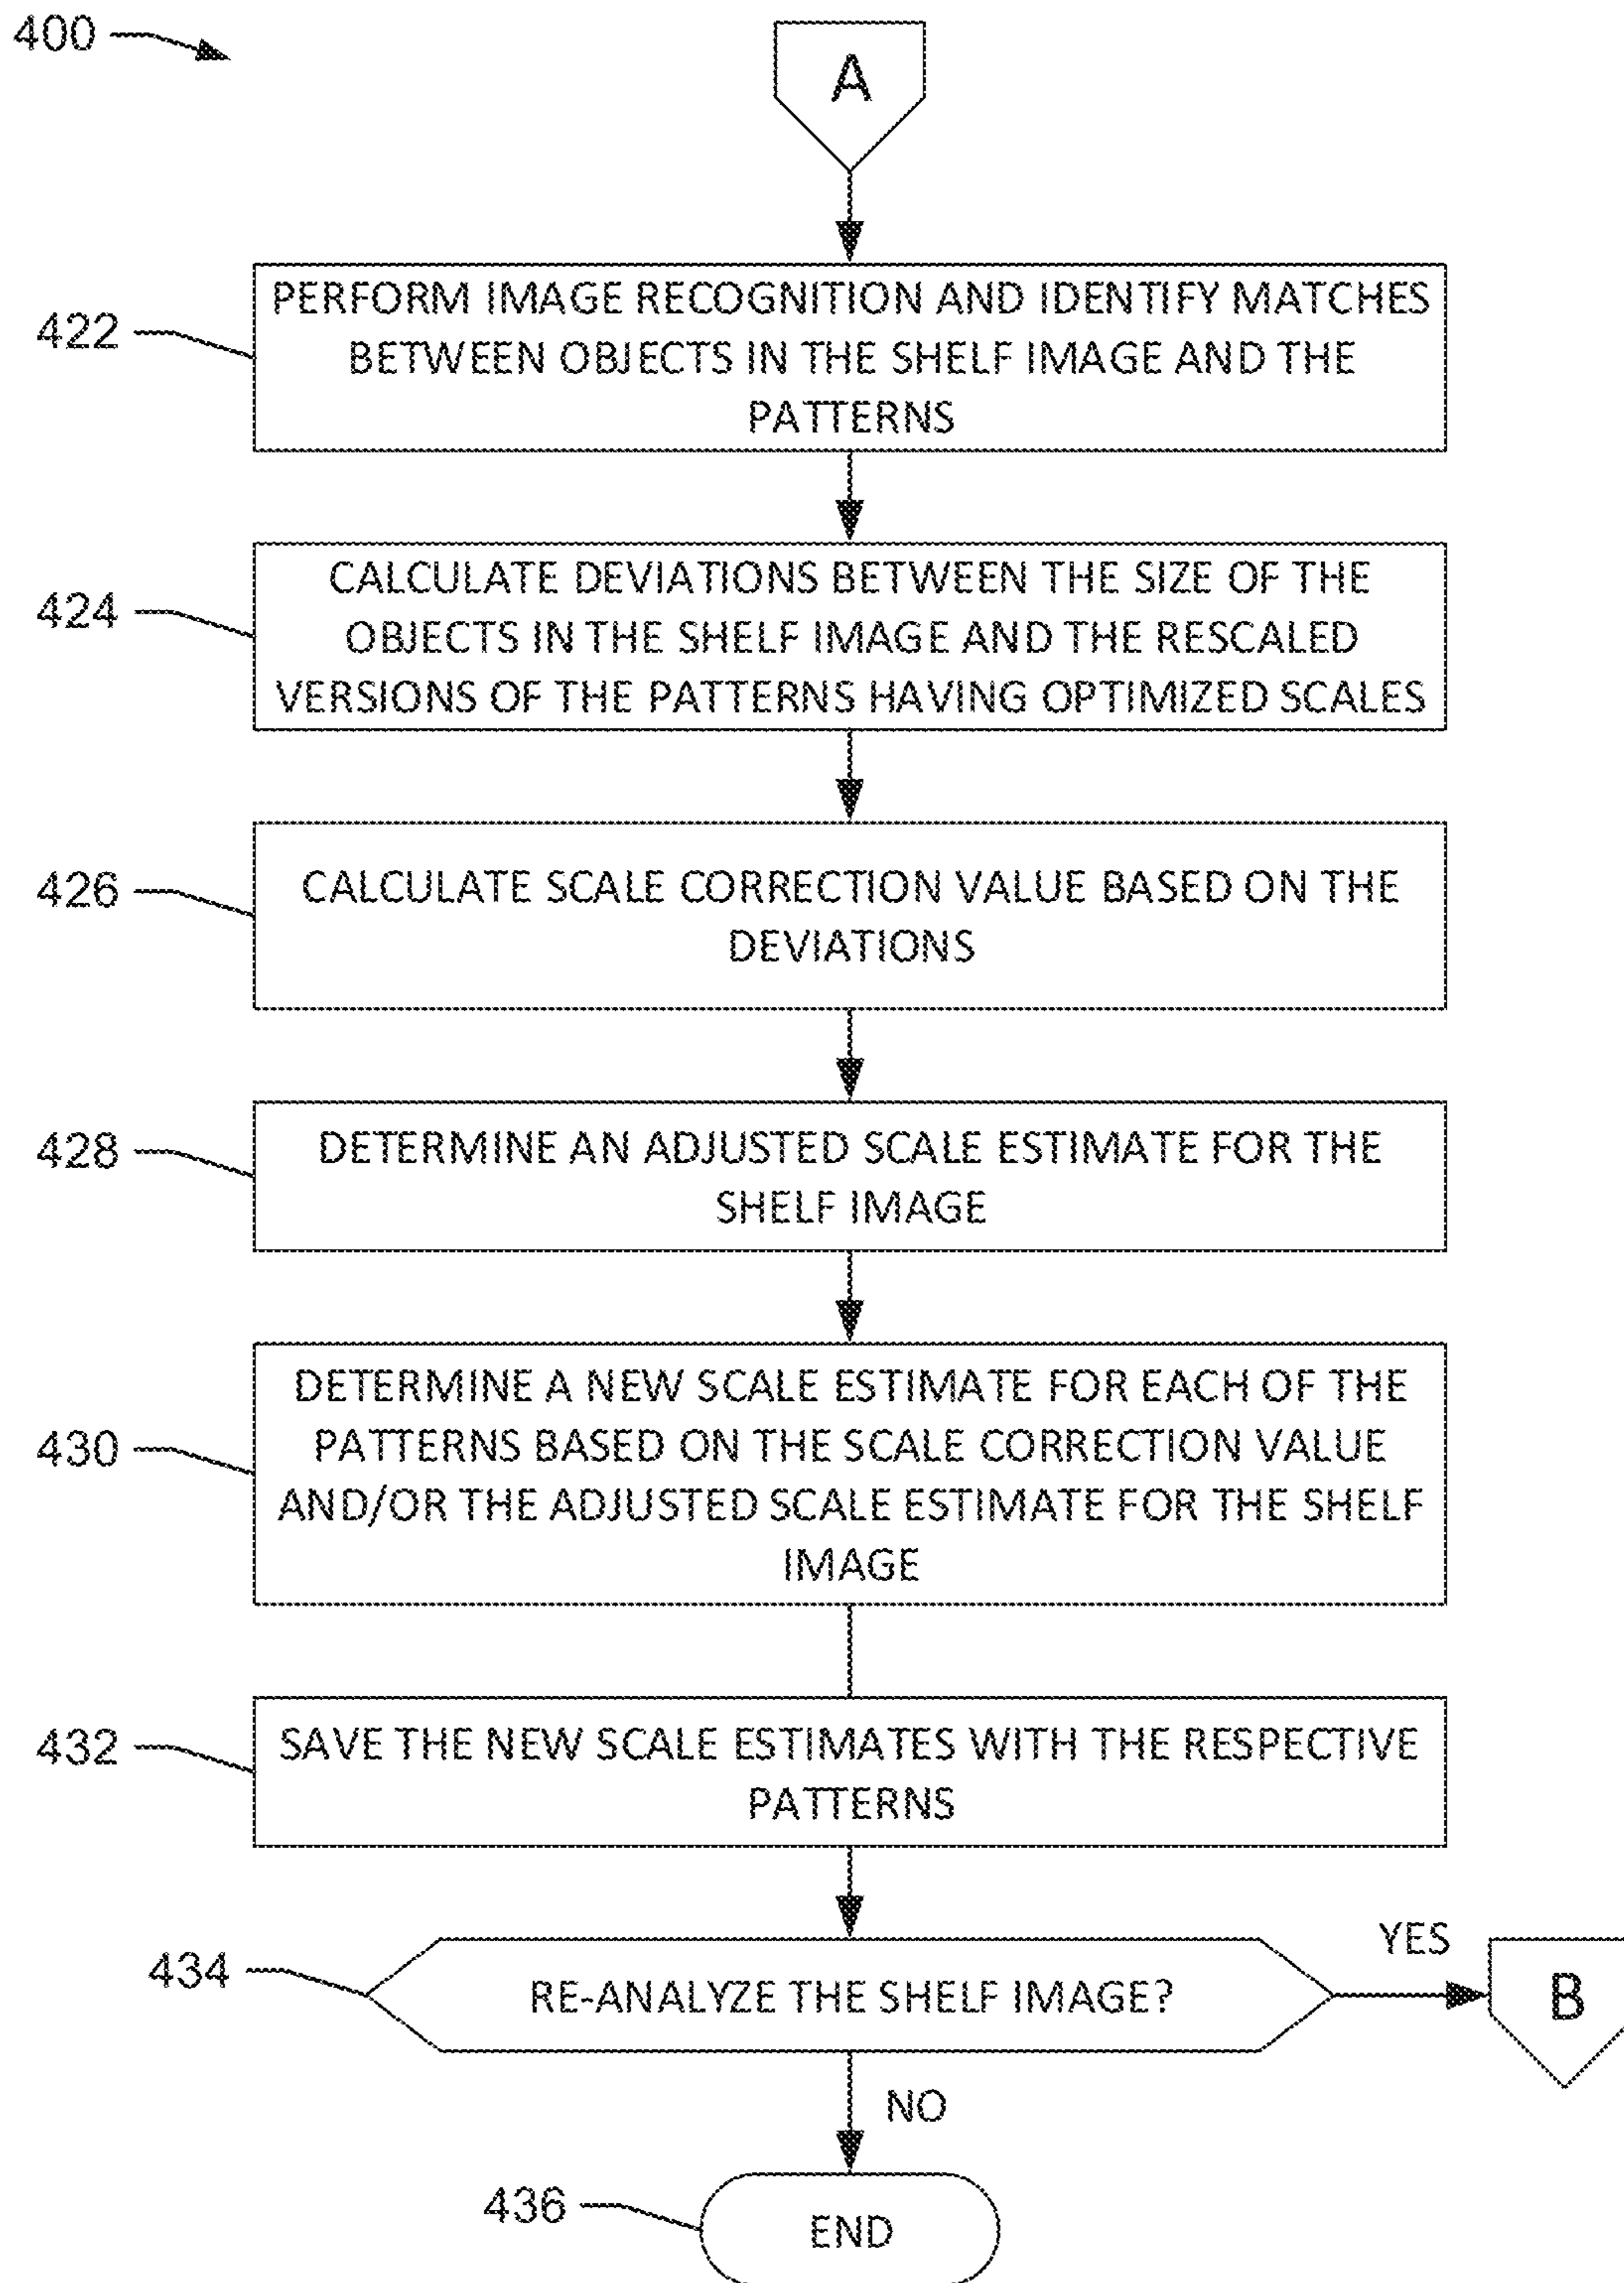 400
A
422
PERFORM IMAGE RECOGNITION AND IDENTIFY MATCHES
BETWEEN OBJECTS IN THE SHELF IMAGE AND THE
PATTERNS
424
CALCULATE DEVIATIONS BETWEEN THE SIZE OF THE
OBJECTS IN THE SHELF IMAGE AND THE RESCALED
VERSIONS OF THE PATTERNS HAVING OPTIMIZED SCALES
426
CALCULATE SCALE CORRECTION VALUE BASED ON THE
DEVIATIONS
428
DETERMINE AN ADJUSTED SCALE ESTIMATE FOR THE
SHELF IMAGE
430
DETERMINE A NEW SCALE ESTIMATE FOR EACH OF THE
PATTERNS BASED ON THE SCALE CORRECTION VALUE
AND/OR THE ADJUSTED SCALE ESTIMATE FOR THE SHELF
IMAGE
432
SAVE THE NEW SCALE ESTIMATES WITH THE RESPECTIVE
PATTERNS
434
RE-ANALYZE THE SHELF IMAGE?
YES
B
NO
436
END